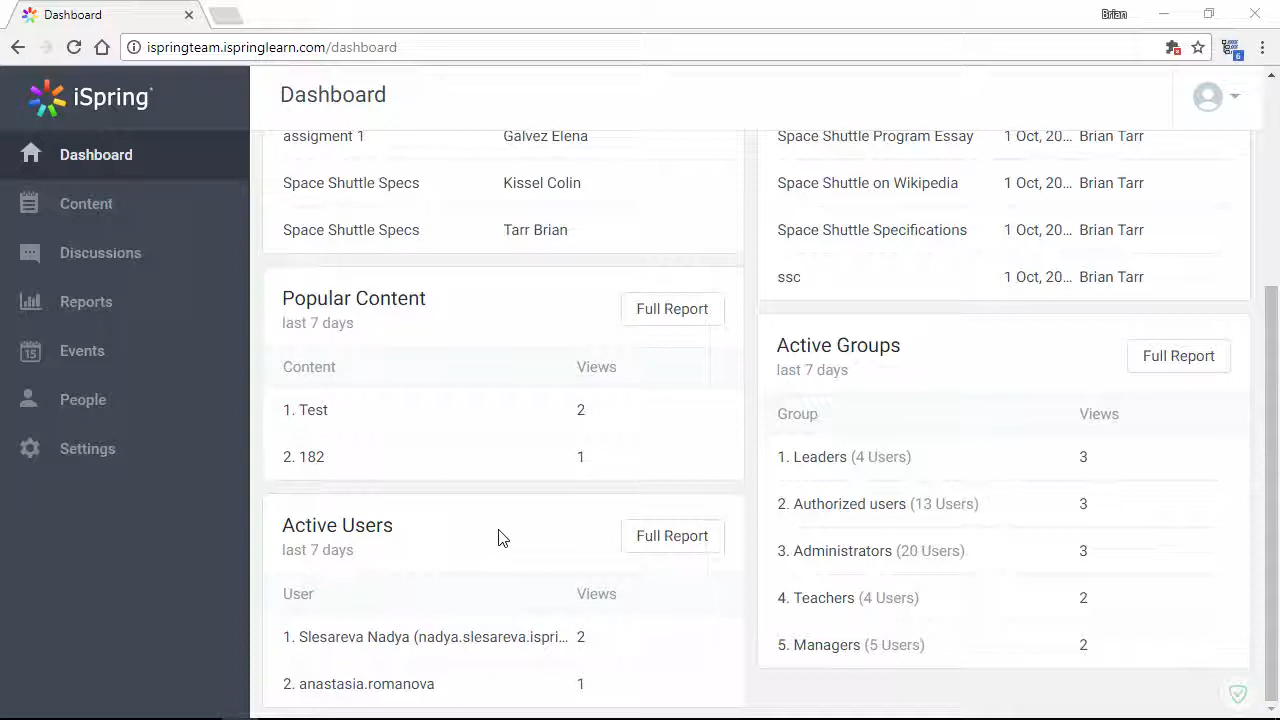 Dashboard
Brian
ispringteam.ispringlearn.com/dashboard
6
iSpring
Dashboard
Dashboard
Content
Discussions
Reports
15
Events
People
Settings
assigment 1 Galvez Elena
Space Shuttle Specs Kissel Colin
Space Shuttle Specs Tarr Brian
Popular Content
last 7 days
Full Report
Content Views
1. Test 2
2. 182 1
Active Users
last 7 days
Full Report
User Views
1. Slesareva Nadya (nadya.slesareva.ispri... 2
2. anastasia.romanova 1
Space Shuttle Program Essay 1 Oct, 20... Brian Tarr
Space Shuttle on Wikipedia 1 Oct, 20... Brian Tarr
Space Shuttle Specifications 1 Oct, 20... Brian Tarr
ssc 1 Oct, 20... Brian Tarr
Active Groups
last 7 days
Full Report
Group Views
1. Leaders (4 Users) 3
2. Authorized users (13 Users) 3
3. Administrators (20 Users) 3
4. Teachers (4 Users) 2
5. Managers (5 Users) 2